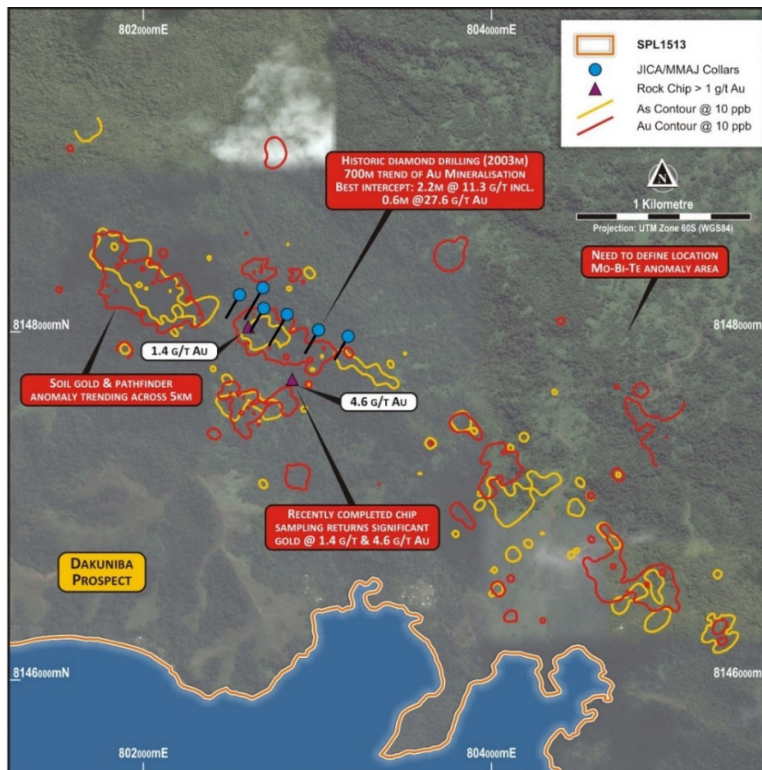 802000mE
804000mE
SPL1513
JICA/MMAJ Collars
Rock Chip > 1 g/t Au
As Contour @ 10 ppb
Au Contour @ 10 ppb
N
1 Kilometre
Projection: UTM Zone 60S (WGS84)
HISTORIC DIAMOND DRILLING (2003M)
700M TREND OF AU MINERALISATION
BEST INTERCEPT: 2.2M @ 11.3 G/T INCL.
0.6M @27.6 G/T AU
NEED TO DEFINE LOCATION
MO-BI-TE ANOMALY AREA
8148000mN
8148000mN
1.4 G/T AU
SOIL GOLD & PATHFINDER
ANOMALY TRENDING ACROSS 5KM
4.6 G/T AU
RECENTLY COMPLETED CHIP
SAMPLING RETURNS SIGNIFICANT
GOLD @ 1.4 G/T & 4.6 G/T AU
DAKUNIBA
PROSPECT
8146000mN
8146000mN
802000mE
804000mE